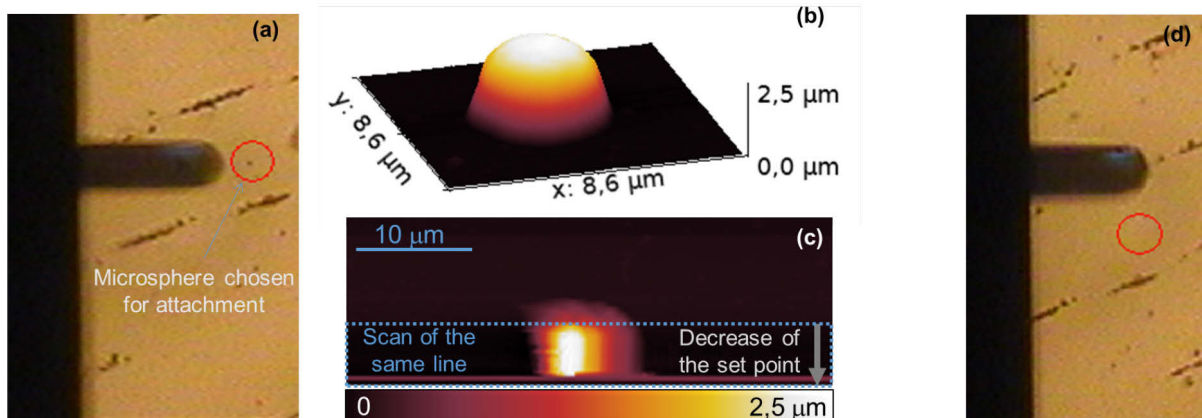 (a)
Microsphere chosen
for attachment
(b)
2,5 µm
0,0 µm
y: 8,6 µm
x: 8,6 µm
(c)
10 µm
Scan of the
same line
Decrease of
the set point
0
2,5 µm
(d)